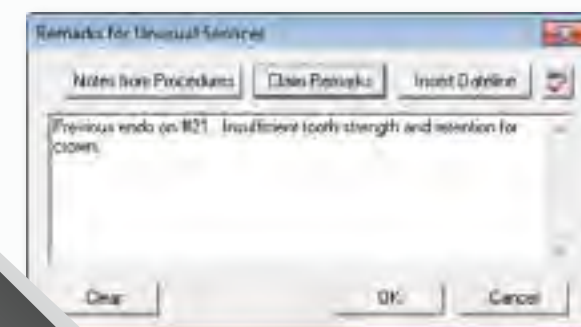 Remarks for Unusual Services
Notes from Procedures
Claim Remarks
Insert Dateline
Previous endo on #21. Insufficient tooth strength and retention for
crown.
Clear
OK
Cancel